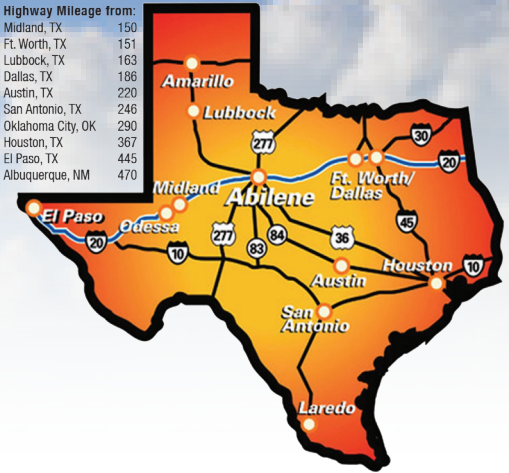 Highway Mileage from:
Midland, TX 150
Ft. Worth, TX 151
Lubbock, TX 163
Dallas, TX 186
Austin, TX 220
San Antonio, TX 246
Oklahoma City, OK 290
Houston, TX 367
El Paso, TX 445
Albuquerque, NM 470
Amarillo
Lubbock
277
30
20
Ft. Worth/
Dallas
Midland
Abilene
El Paso
Odessa
20
10
277
83
84
36
45
Austin
Houston
10
San
Antonio
Laredo